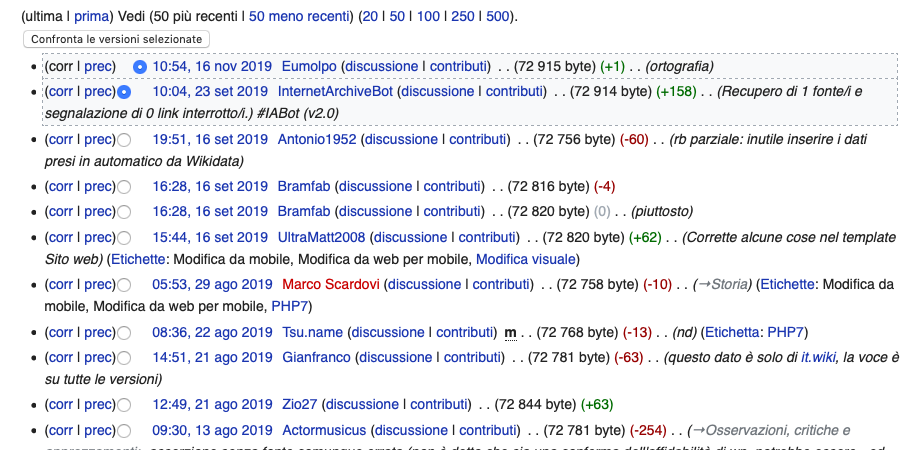 (ultima | prima) Vedi (50 più recenti | 50 meno recenti) (20 | 50 | 100 | 250 | 500).
Confronta le versioni selezionate
(corr | prec) 10:54, 16 nov 2019 Eumolpo (discussione | contributi) . . (72 915 byte) (+1) . . (ortografia)
(corr | prec) 10:04, 23 set 2019 InternetArchiveBot (discussione | contributi) . . (72 914 byte) (+158) . . (Recupero di 1 fonte/i e
segnalazione di 0 link interrotto/i.) #IABot (v2.0)
(corr | prec) 19:51, 16 set 2019 Antonio1952 (discussione | contributi) . . (72 756 byte) (-60) . . (rb parziale: inutile inserire i dati
presi in automatico da Wikidata)
(corr | prec) 16:28, 16 set 2019 Bramfab (discussione | contributi) . . (72 816 byte) (-4)
(corr | prec) 16:28, 16 set 2019 Bramfab (discussione | contributi) . . (72 820 byte) (0) . . (piuttosto)
(corr | prec) 15:44, 16 set 2019 UltraMatt2008 (discussione | contributi) . . (72 820 byte) (+62) . . (Corrette alcune cose nel template
Sito web) (Etichette: Modifica da mobile, Modifica da web per mobile, Modifica visuale)
(corr | prec) 05:53, 29 ago 2019 Marco Scardovi (discussione | contributi) . . (72 758 byte) (-10) . . (→Storia) (Etichette: Modifica da
mobile, Modifica da web per mobile, PHP7)
(corr | prec) 08:36, 22 ago 2019 Tsu.name (discussione | contributi) m . . (72 768 byte) (-13) . . (nd) (Etichetta: PHP7)
(corr | prec) 14:51, 21 ago 2019 Gianfranco (discussione | contributi) . . (72 781 byte) (-63) . . (questo dato è solo di it.wiki, la voce è
su tutte le versioni)
(corr | prec) 12:49, 21 ago 2019 Zio27 (discussione | contributi) . . (72 844 byte) (+63)
(corr | prec) 09:30, 13 ago 2019 Actormusicus (discussione | contributi) . . (72 781 byte) (-254) . . (→Osservazioni, critiche e